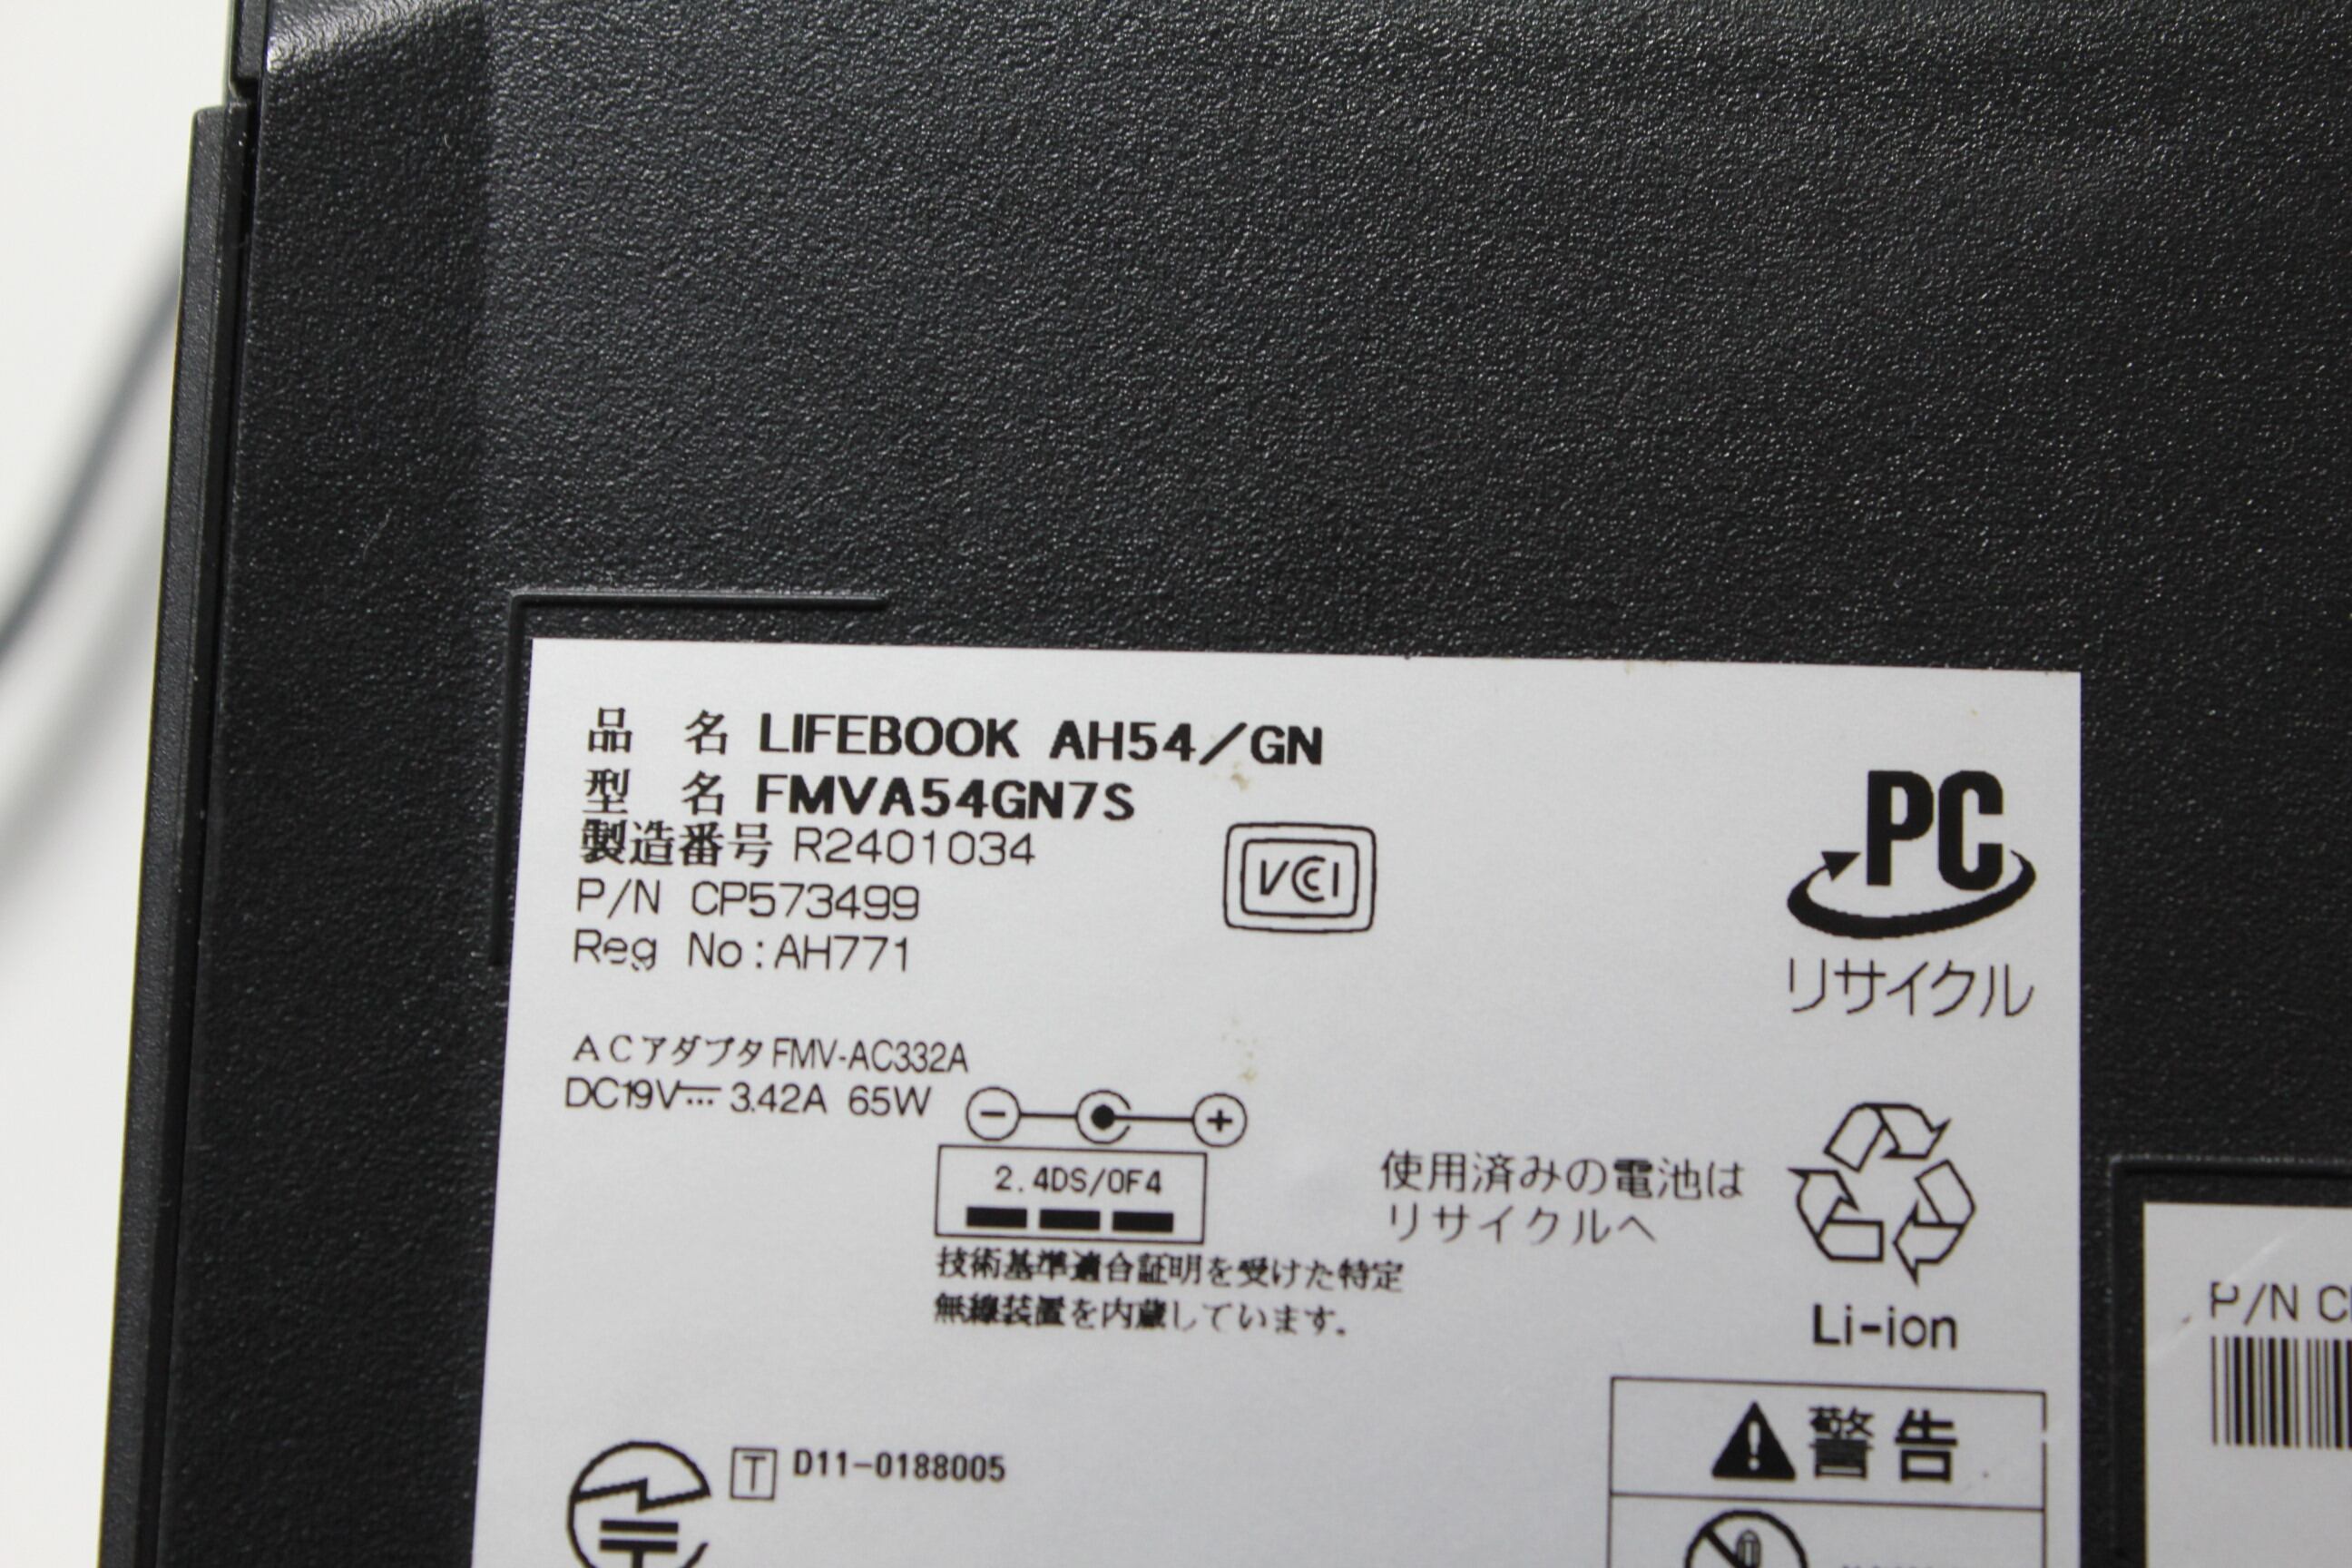 品 名 LIFEBOOK AH54/GN
型 名 FMVA54GN7S
製造番号 R2401034
P/N CP573499
Reg No:AH771
VCCI
PC
リサイクル
ACアダプタFMV-AC332A
DC19V⎓ 3.42A 65W
2.4DS/OF4
技術基準適合証明を受けた特定
無線装置を内蔵しています。
使用済みの電池は
リサイクルへ
Li-ion
T D11-0188005
警告
P/N C